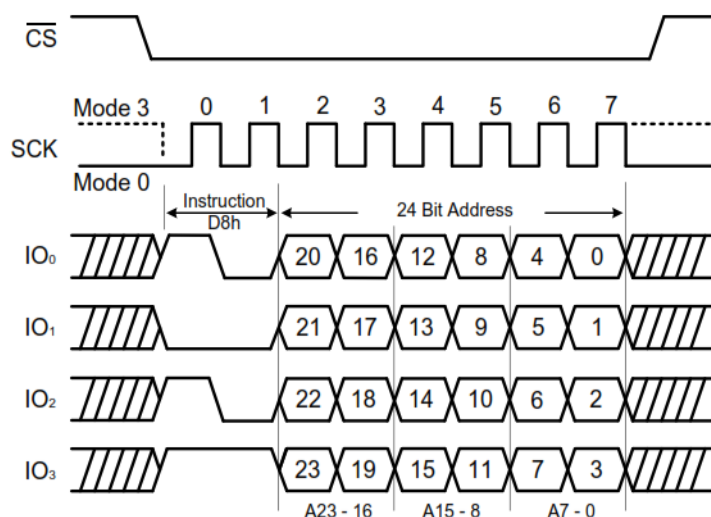 CS
Mode 3 0 1 2 3 4 5 6 7
SCK
Mode 0
Instruction
D8h
24 Bit Address
IO₀ 20 16 12 8 4 0
IO₁ 21 17 13 9 5 1
IO₂ 22 18 14 10 6 2
IO₃ 23 19 15 11 7 3
A23 - 16 A15 - 8 A7 - 0